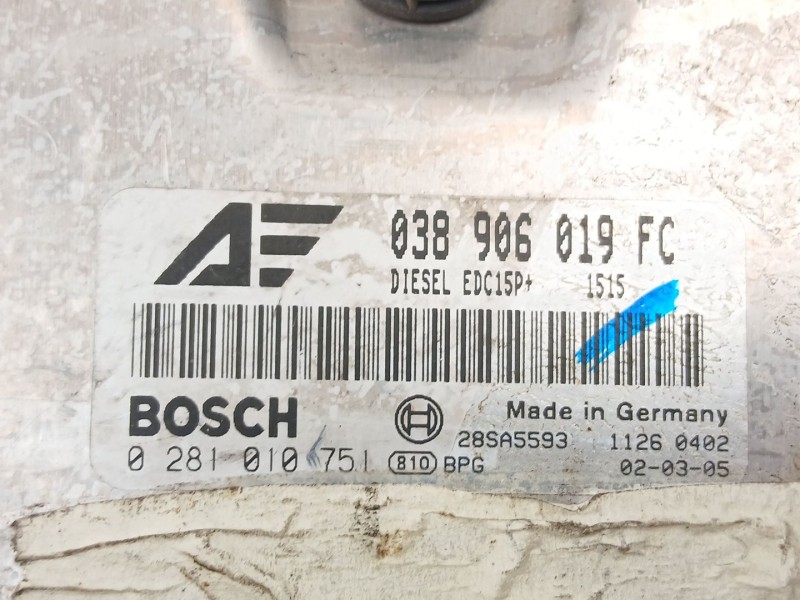 AF
038 906 019 FC
DIESEL EDC15P+ 1515
BOSCH
Made in Germany
28SA5593 1126 0402
0 281 010 751
810 BPG 02-03-05